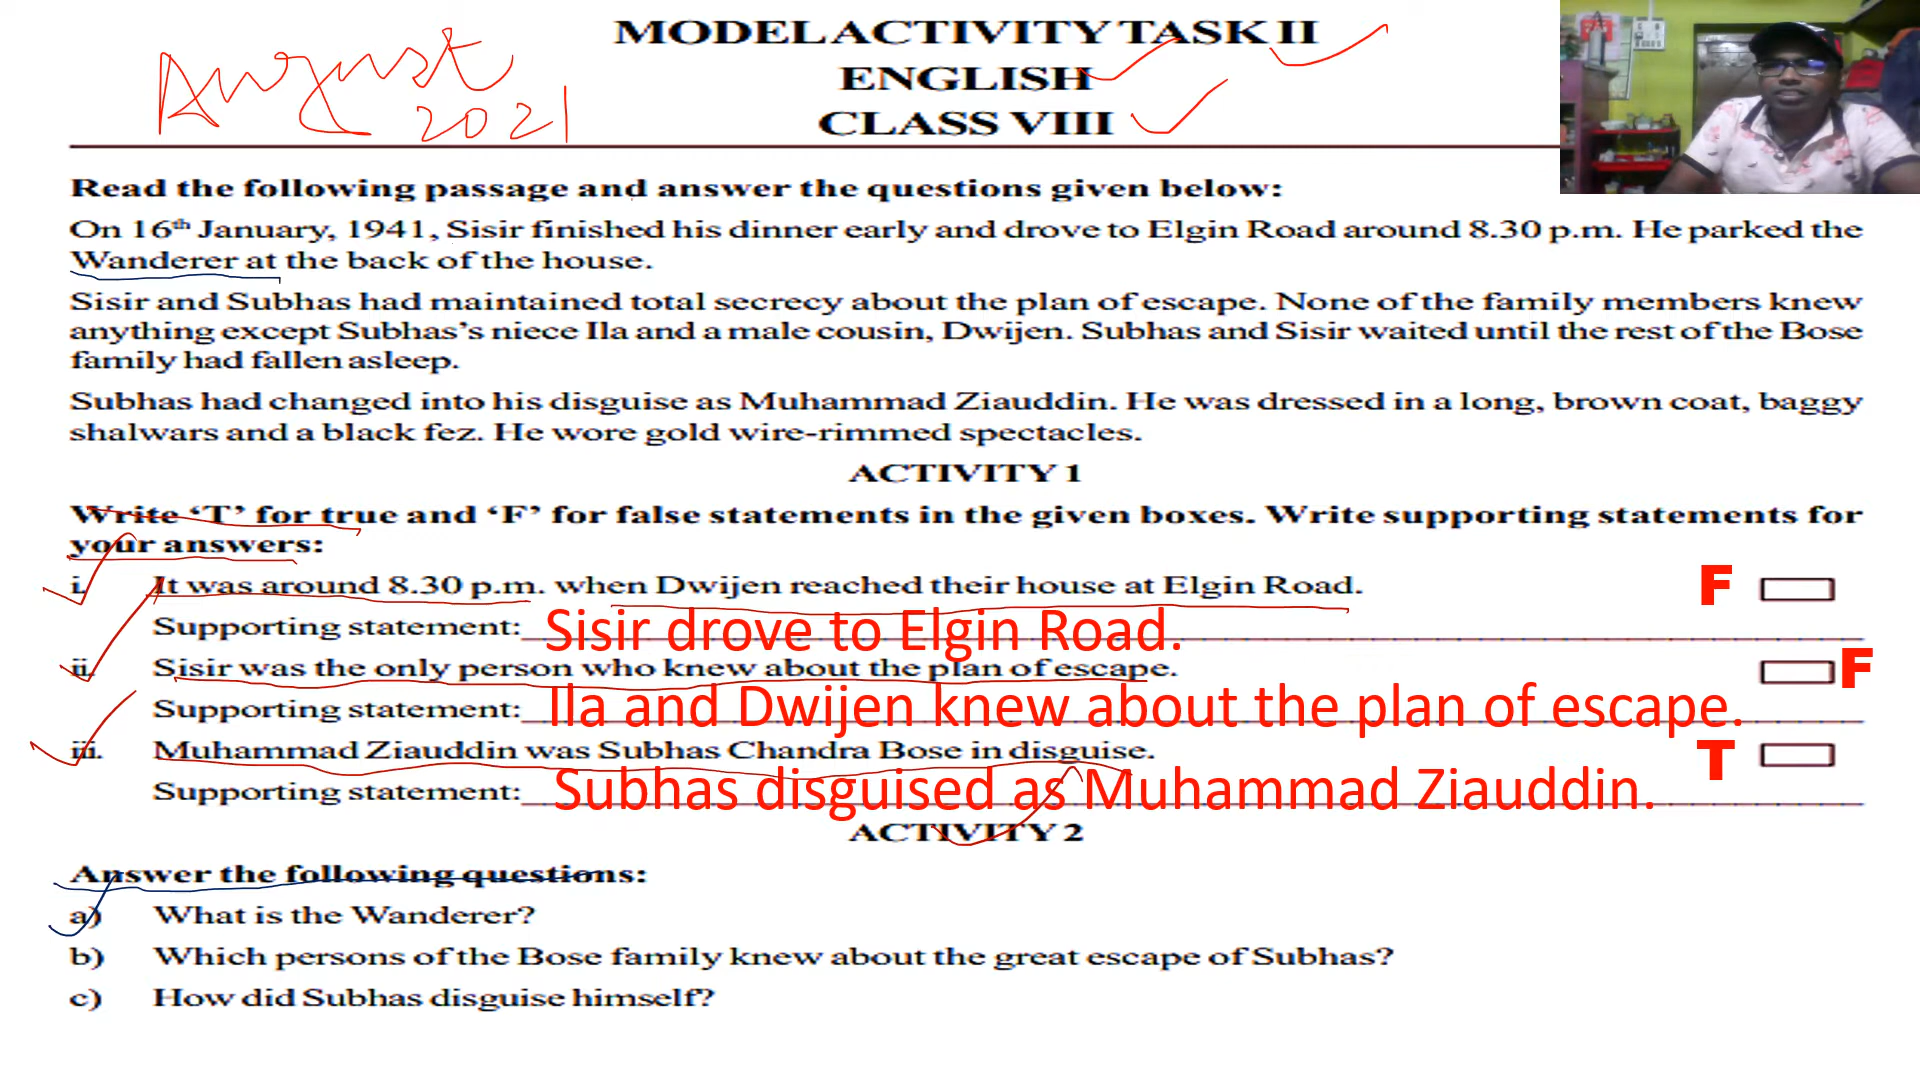 MODEL ACTIVITY TASK II
August
ENGLISH
2021
CLASS VIII
Read the following passage and answer the questions given below:
On 16th January, 1941, Sisir finished his dinner early and drove to Elgin Road around 8.30 p.m. He parked the
Wanderer at the back of the house.
Sisir and Subhas had maintained total secrecy about the plan of escape. None of the family members knew
anything except Subhas's niece Ila and a male cousin, Dwijen. Subhas and Sisir waited until the rest of the Bose
family had fallen asleep.
Subhas had changed into his disguise as Muhammad Ziauddin. He was dressed in a long, brown coat, baggy
shalwars and a black fez. He wore gold wire-rimmed spectacles.
ACTIVITY 1
Write 'T' for true and 'F' for false statements in the given boxes. Write supporting statements for
your answers:
i. It was around 8.30 p.m. when Dwijen reached their house at Elgin Road. F
Supporting statement: Sisir drove to Elgin Road.
ii. Sisir was the only person who knew about the plan of escape. F
Supporting statement: Ila and Dwijen knew about the plan of escape.
iii. Muhammad Ziauddin was Subhas Chandra Bose in disguise. T
Supporting statement: Subhas disguised as Muhammad Ziauddin.
ACTIVITY 2
Answer the following questions:
a) What is the Wanderer?
b) Which persons of the Bose family knew about the great escape of Subhas?
c) How did Subhas disguise himself?